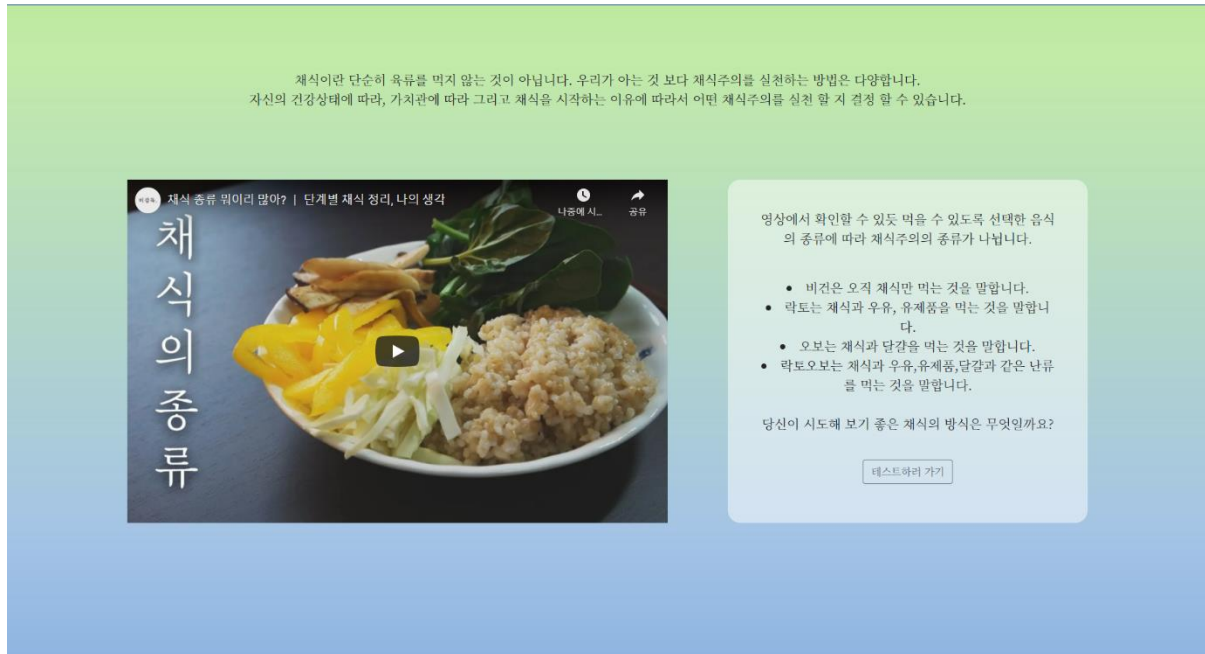 채식이란 단순히 육류를 먹지 않는 것이 아닙니다. 우리가 아는 것 보다 채식주의를 실천하는 방법은 다양합니다.
자신의 건강상태에 따라, 가치관에 따라 그리고 채식을 시작하는 이유에 따라서 어떤 채식주의를 실천 할 지 결정 할 수 있습니다.
채식 종류 뭐이리 많아? | 단계별 채식 정리, 나의 생각
나중에 시...
공유
채식의종류
영상에서 확인할 수 있듯 먹을 수 있도록 선택한 음식
의 종류에 따라 채식주의의 종류가 나뉩니다.
• 비건은 오직 채식만 먹는 것을 말합니다.
• 락토는 채식과 우유, 유제품을 먹는 것을 말합니
다.
• 오보는 채식과 달걀을 먹는 것을 말합니다.
• 락토오보는 채식과 우유,유제품,달걀과 같은 난류
를 먹는 것을 말합니다.
당신이 시도해 보기 좋은 채식의 방식은 무엇일까요?
테스트하러 가기